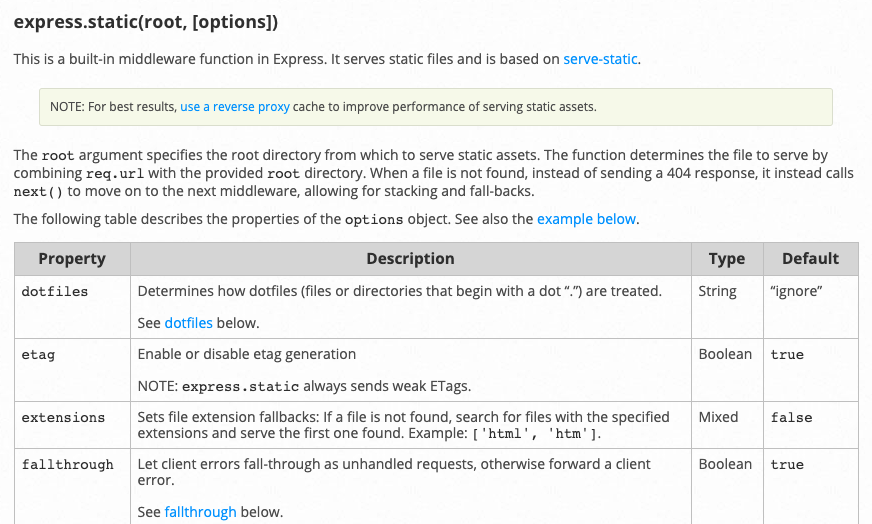 express.static(root, [options])
This is a built-in middleware function in Express. It serves static files and is based on serve-static.
NOTE: For best results, use a reverse proxy cache to improve performance of serving static assets.
The root argument specifies the root directory from which to serve static assets. The function determines the file to serve by
combining req.url with the provided root directory. When a file is not found, instead of sending a 404 response, it instead calls
next() to move on to the next middleware, allowing for stacking and fall-backs.
The following table describes the properties of the options object. See also the example below.
Property Description Type Default
dotfiles Determines how dotfiles (files or directories that begin with a dot “.”) are treated. String “ignore”
See dotfiles below.
etag Enable or disable etag generation Boolean true
NOTE: express.static always sends weak ETags.
extensions Sets file extension fallbacks: If a file is not found, search for files with the specified Mixed false
extensions and serve the first one found. Example: ['html', 'htm'].
fallthrough Let client errors fall-through as unhandled requests, otherwise forward a client Boolean true
error.
See fallthrough below.